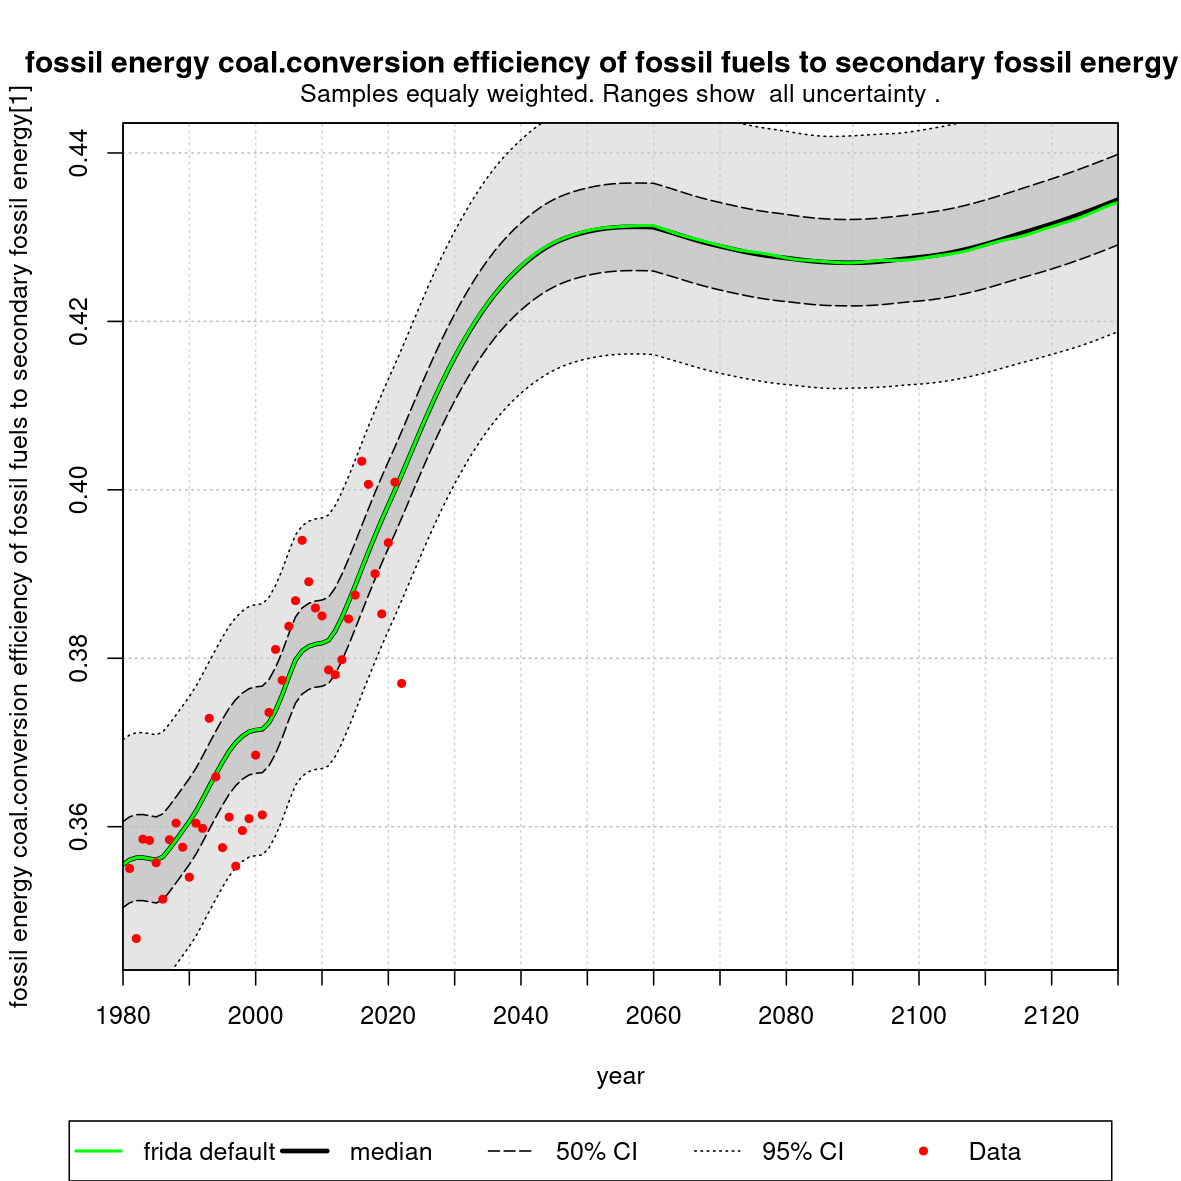 fossil energy coal.conversion efficiency of fossil fuels to secondary fossil energy
Samples equaly weighted. Ranges show  all uncertainty .
fossil energy coal.conversion efficiency of fossil fuels to secondary fossil energy[1]
0.44
0.42
0.40
0.38
0.36
1980 2000 2020 2040 2060 2080 2100 2120
year
frida default median 50% CI 95% CI Data